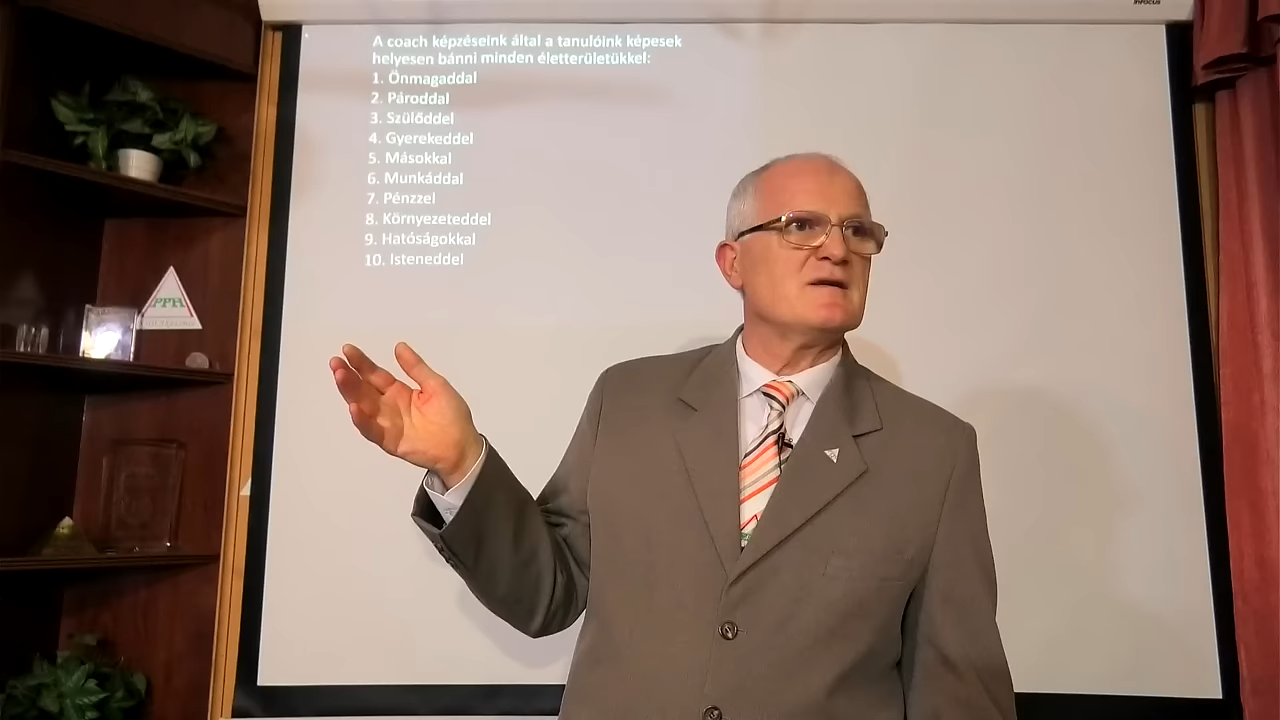 INFOCUS
A coach képzéseink által a tanulóink képesek
helyesen bánni minden életterületükkel:
1. Önmagaddal
2. Pároddal
3. Szülőddel
4. Gyerekeddel
5. Másokkal
6. Munkáddal
7. Pénzzel
8. Környezeteddel
9. Hatóságokkal
10. Isteneddel
PPH